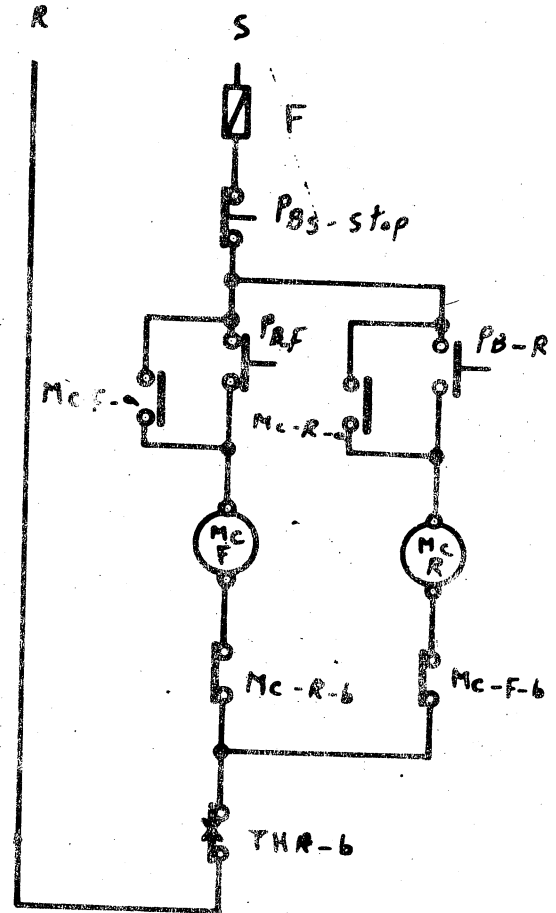 R
S
F
PBS-Stop
PB-F
PB-R
Mc-F-a
Mc-R-a
Mc
F
Mc
R
Mc-R-b
Mc-F-b
THR-b